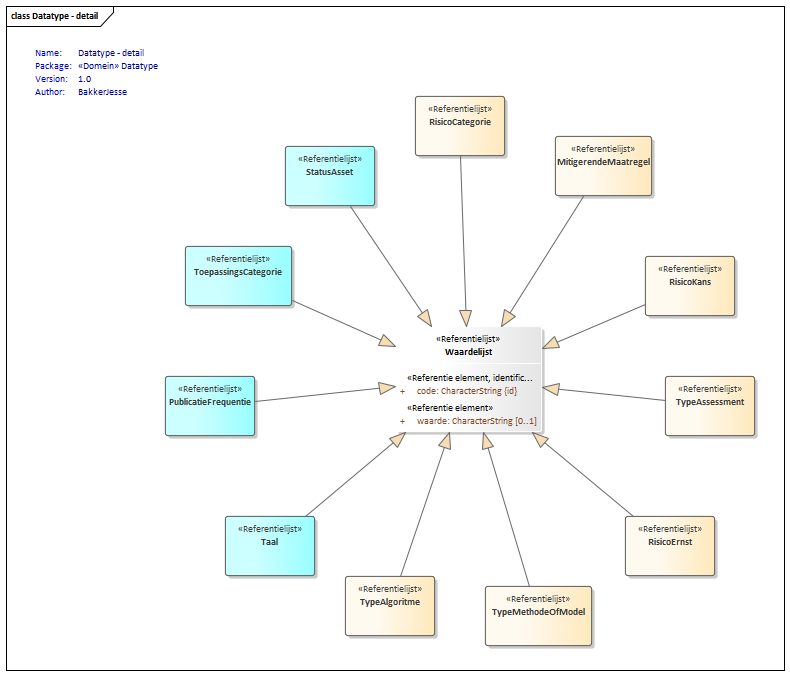 class Datatype - detail
Name: Datatype - detail
Package: «Domein» Datatype
Version: 1.0
Author: BakkerJesse
«Referentielijst»
RisicoCategorie
«Referentielijst»
StatusAsset
«Referentielijst»
MitigerendeMaatregel
«Referentielijst»
ToepassingsCategorie
«Referentielijst»
RisicoKans
«Referentielijst»
Waardelijst
«Referentie element, identific...
+ code: CharacterString {id}
«Referentie element»
+ waarde: CharacterString [0..1]
«Referentielijst»
PublicatieFrequentie
«Referentielijst»
TypeAssessment
«Referentielijst»
Taal
«Referentielijst»
RisicoErnst
«Referentielijst»
TypeAlgoritme
«Referentielijst»
TypeMethodeOfModel